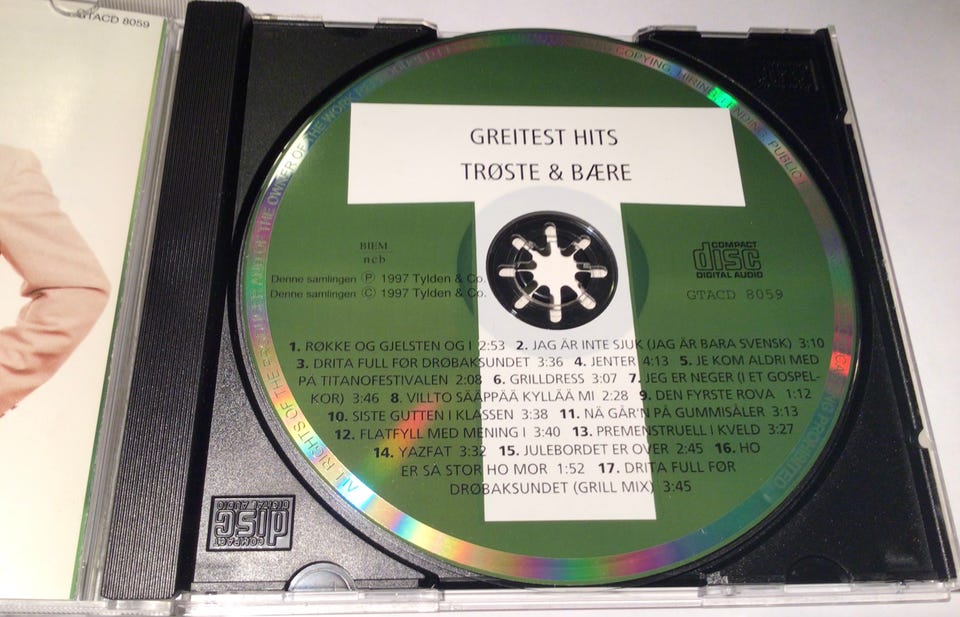 GTACD 8059
GREITEST HITS
TRØSTE & BÆRE
BIEM
ncb
COMPACT
disc
DIGITAL AUDIO
Denne samlingen Ⓟ 1997 Tylden & Co.
Denne samlingen © 1997 Tylden & Co.
GTACD 8059
1. RØKKE OG GJELSTEN OG I 2:53 2. JAG ÄR INTE SJUK (JAG ÄR BARA SVENSK) 3:10
3. DRITA FULL FØR DRØBAKSUNDET 3:36 4. JENTER 4:13 5. JE KOM ALDRI MED
PÅ TITANOFESTIVALEN 2:08 6. GRILLDRESS 3:07 7. JEG ER NEGER (I ET GOSPEL-
KOR) 3:46 8. VILLTO SÄÄPPÄÄ KYLLÄÄ MI 2:28 9. DEN FYRSTE ROVA 1:12
10. SISTE GUTTEN I KLASSEN 3:38 11. NÅ GÅR'N PÅ GUMMISÅLER 3:13
12. FLATFYLL MED MENING I 3:40 13. PREMENSTRUELL I KVELD 3:27
14. YAZFAT 3:32 15. JULEBORDET ER OVER 2:45 16. HO
ER SÅ STOR HO MOR 1:52 17. DRITA FULL FØR
DRØBAKSUNDET (GRILL MIX) 3:45
ALL RIGHTS OF THE AND OF THE OWNER OF THE WORK
COPYING, HIRING, LENDING, PUBLIC
COMPACT
disc
DIGITAL AUDIO